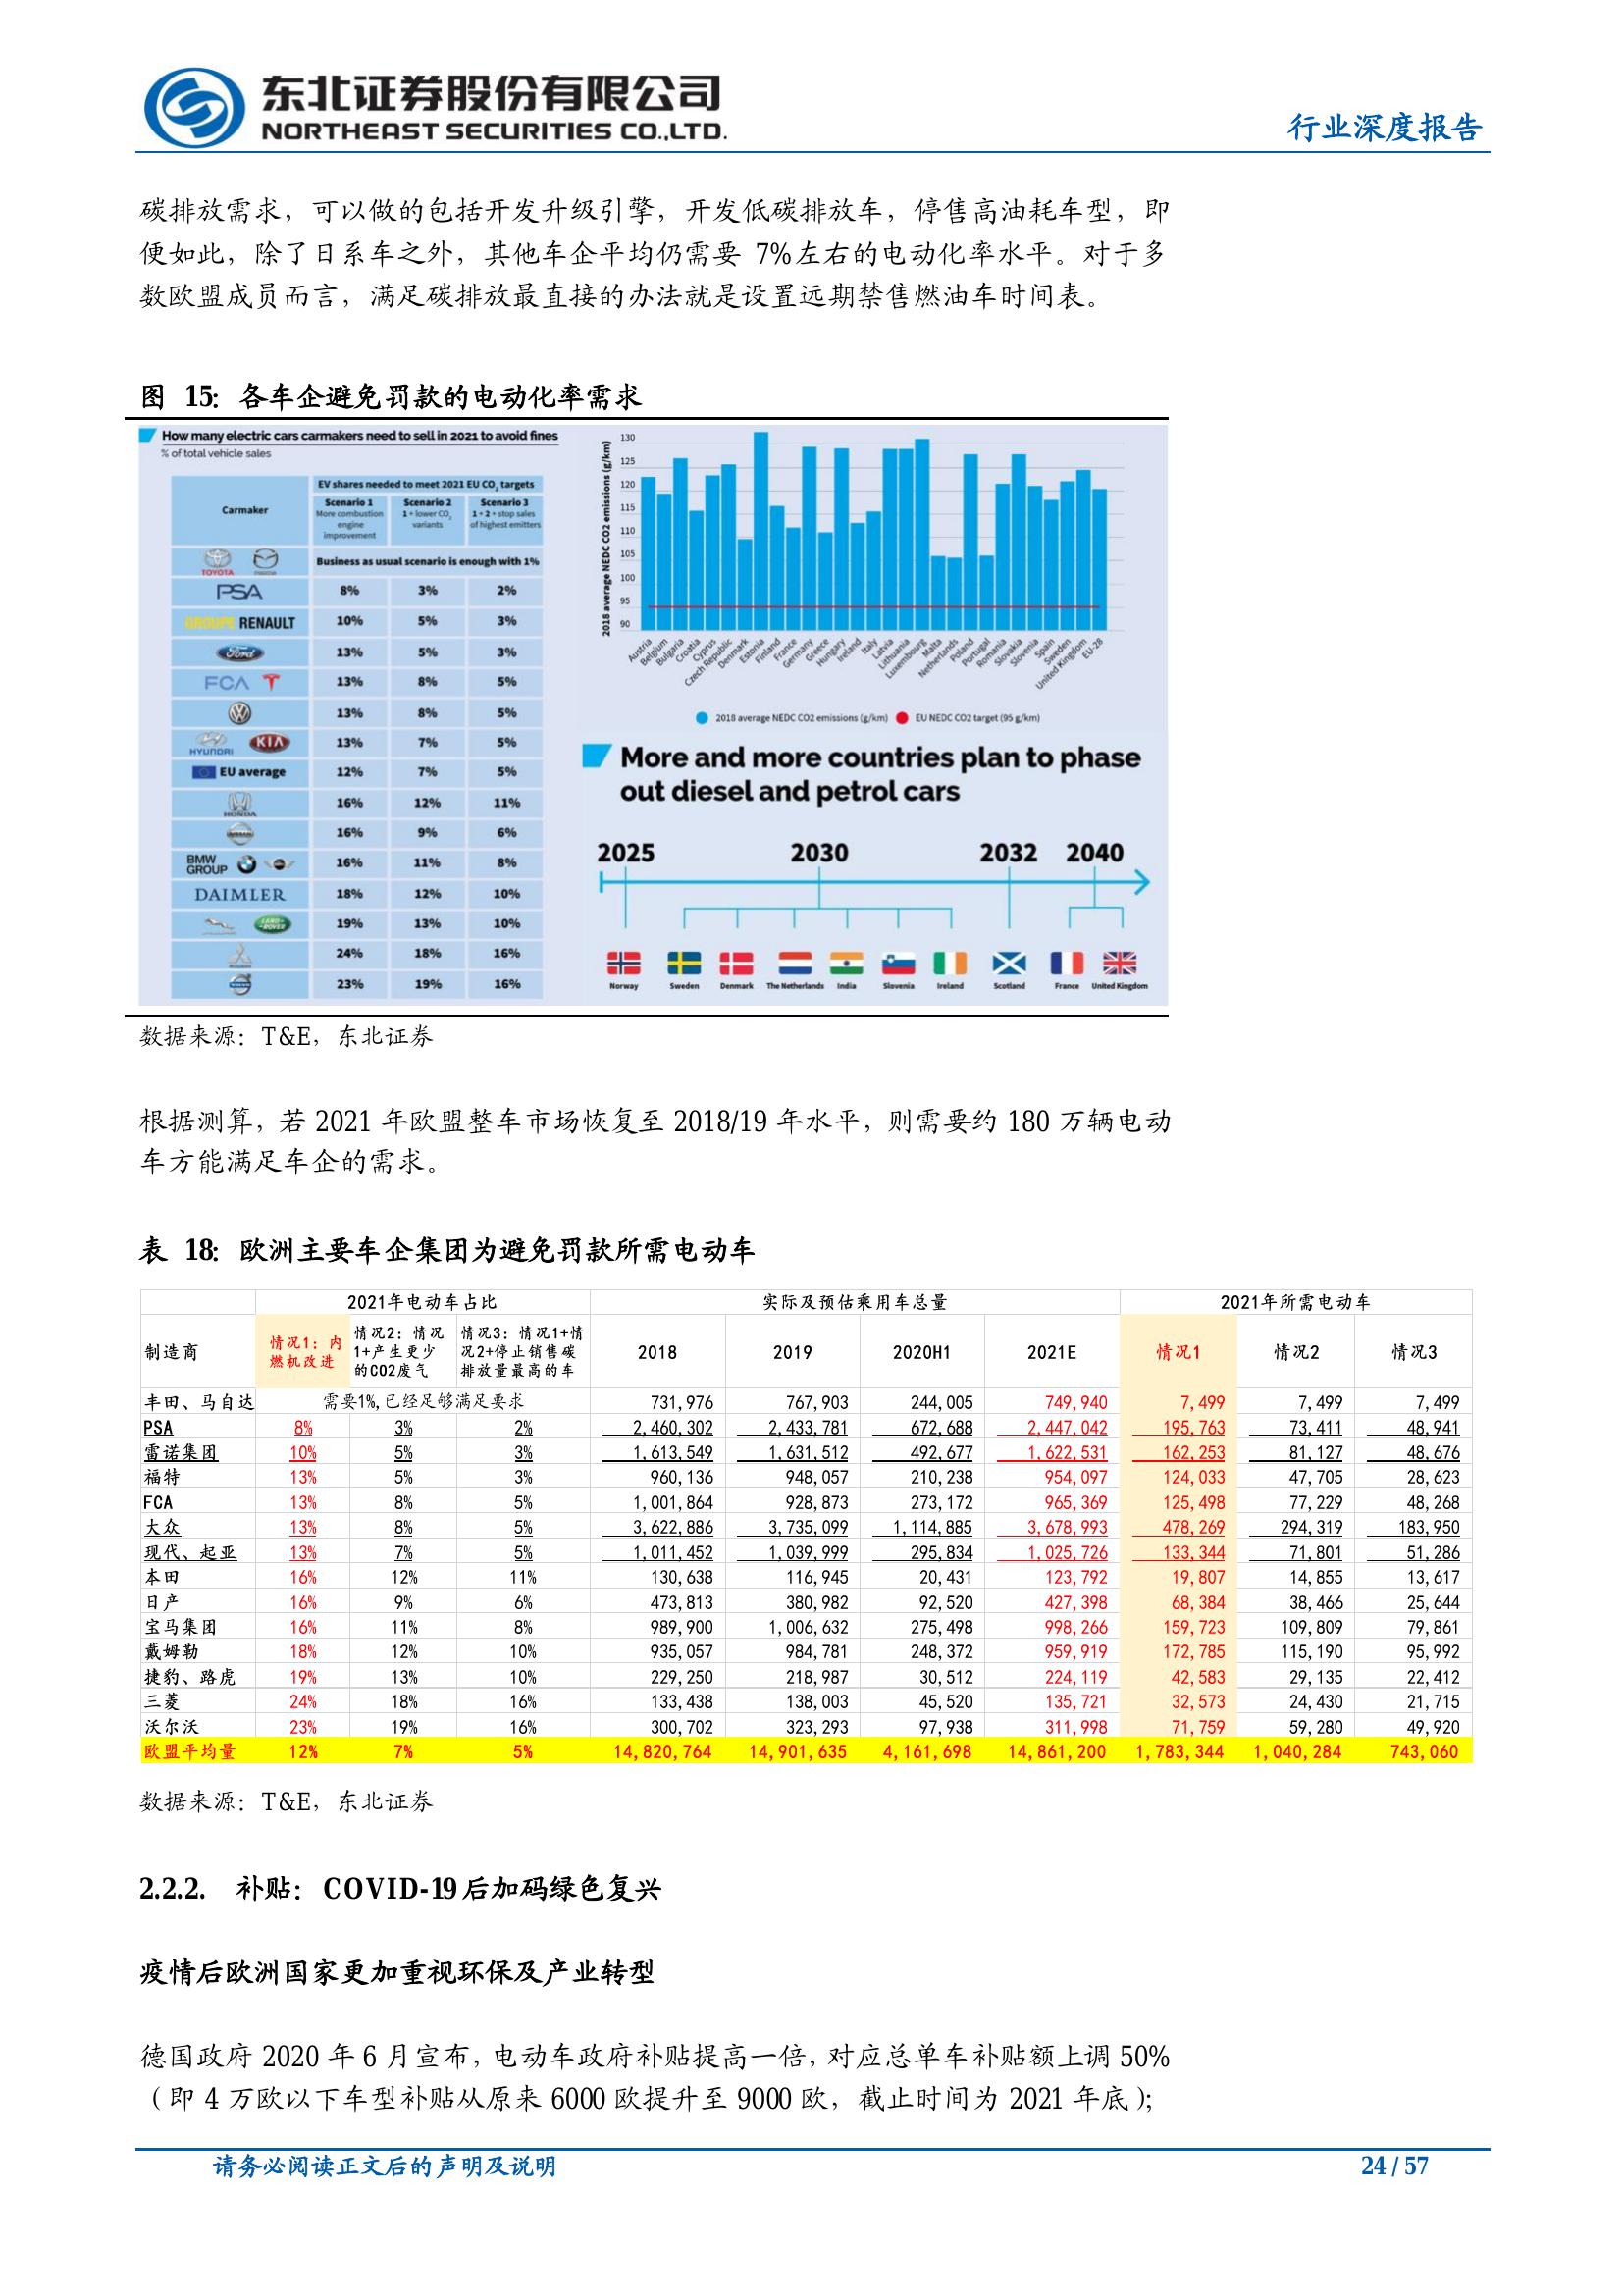 东北证券股份有限公司
NORTHEAST SECURITIES CO.,LTD.
行业深度报告
碳排放需求，可以做的包括开发升级引擎，开发低碳排放车，停售高油耗车型，即
便如此，除了日系车之外，其他车企平均仍需要 7%左右的电动化率水平。对于多
数欧盟成员而言，满足碳排放最直接的办法就是设置远期禁售燃油车时间表。
图 15：各车企避免罚款的电动化率需求
How many electric cars carmakers need to sell in 2021 to avoid fines
% of total vehicle sales
Carmaker
EV shares needed to meet 2021 EU CO₂ targets
Scenario 1 More combustion engine improvement
Scenario 2 1 + lower CO₂ variants
Scenario 3 1 + 2 + stop sales of highest emitters
TOYOTA Business as usual scenario is enough with 1%
PSA 8% 3% 2%
GROUPE RENAULT 10% 5% 3%
Ford 13% 5% 3%
FCA T 13% 8% 5%
13% 8% 5%
HYUNDAI KIA 13% 7% 5%
EU average 12% 7% 5%
HONDA 16% 12% 11%
16% 9% 6%
BMW GROUP 16% 11% 8%
DAIMLER 18% 12% 10%
LAND ROVER 19% 13% 10%
24% 18% 16%
23% 19% 16%
2018 average NEDC CO2 emissions (g/km)
130
125
120
115
110
105
100
95
90
Austria Belgium Bulgaria Croatia Cyprus Czech Republic Denmark Estonia Finland France Germany Greece Hungary Ireland Italy Latvia Lithuania Luxembourg Malta Netherlands Poland Portugal Romania Slovakia Slovenia Spain Sweden United Kingdom EU-28
2018 average NEDC CO2 emissions (g/km) EU NEDC CO2 target (95 g/km)
More and more countries plan to phase
out diesel and petrol cars
2025 2030 2032 2040
Norway Sweden Denmark The Netherlands India Slovenia Ireland Scotland France United Kingdom
数据来源：T&E，东北证券
根据测算，若 2021 年欧盟整车市场恢复至 2018/19 年水平，则需要约 180 万辆电动
车方能满足车企的需求。
表 18：欧洲主要车企集团为避免罚款所需电动车
2021年电动车占比 实际及预估乘用车总量 2021年所需电动车
制造商 情况1：内燃机改进 情况2：情况1+产生更少的CO2废气 情况3：情况1+情况2+停止销售碳排放量最高的车 2018 2019 2020H1 2021E 情况1 情况2 情况3
丰田、马自达 需要1%,已经足够满足要求 731,976 767,903 244,005 749,940 7,499 7,499 7,499
PSA 8% 3% 2% 2,460,302 2,433,781 672,688 2,447,042 195,763 73,411 48,941
雷诺集团 10% 5% 3% 1,613,549 1,631,512 492,677 1,622,531 162,253 81,127 48,676
福特 13% 5% 3% 960,136 948,057 210,238 954,097 124,033 47,705 28,623
FCA 13% 8% 5% 1,001,864 928,873 273,172 965,369 125,498 77,229 48,268
大众 13% 8% 5% 3,622,886 3,735,099 1,114,885 3,678,993 478,269 294,319 183,950
现代、起亚 13% 7% 5% 1,011,452 1,039,999 295,834 1,025,726 133,344 71,801 51,286
本田 16% 12% 11% 130,638 116,945 20,431 123,792 19,807 14,855 13,617
日产 16% 9% 6% 473,813 380,982 92,520 427,398 68,384 38,466 25,644
宝马集团 16% 11% 8% 989,900 1,006,632 275,498 998,266 159,723 109,809 79,861
戴姆勒 18% 12% 10% 935,057 984,781 248,372 959,919 172,785 115,190 95,992
捷豹、路虎 19% 13% 10% 229,250 218,987 30,512 224,119 42,583 29,135 22,412
三菱 24% 18% 16% 133,438 138,003 45,520 135,721 32,573 24,430 21,715
沃尔沃 23% 19% 16% 300,702 323,293 97,938 311,998 71,759 59,280 49,920
欧盟平均量 12% 7% 5% 14,820,764 14,901,635 4,161,698 14,861,200 1,783,344 1,040,284 743,060
数据来源：T&E，东北证券
2.2.2. 补贴：COVID-19后加码绿色复兴
疫情后欧洲国家更加重视环保及产业转型
德国政府 2020 年 6 月宣布，电动车政府补贴提高一倍，对应总单车补贴额上调 50%
（即 4 万欧以下车型补贴从原来 6000 欧提升至 9000 欧，截止时间为 2021 年底）；
请务必阅读正文后的声明及说明
24 / 57